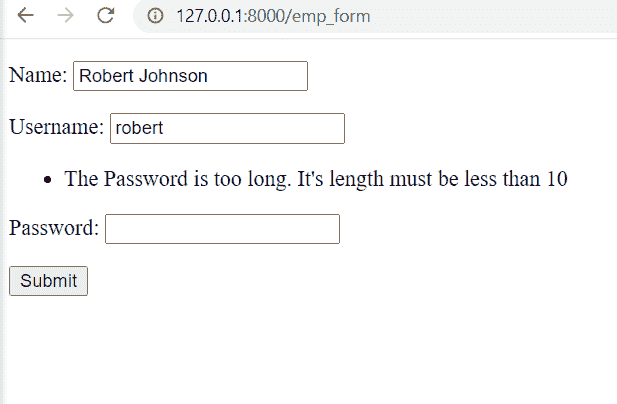 127.0.0.1:8000/emp_form
Name: Robert Johnson
Username: robert
• The Password is too long. It's length must be less than 10
Password:
Submit